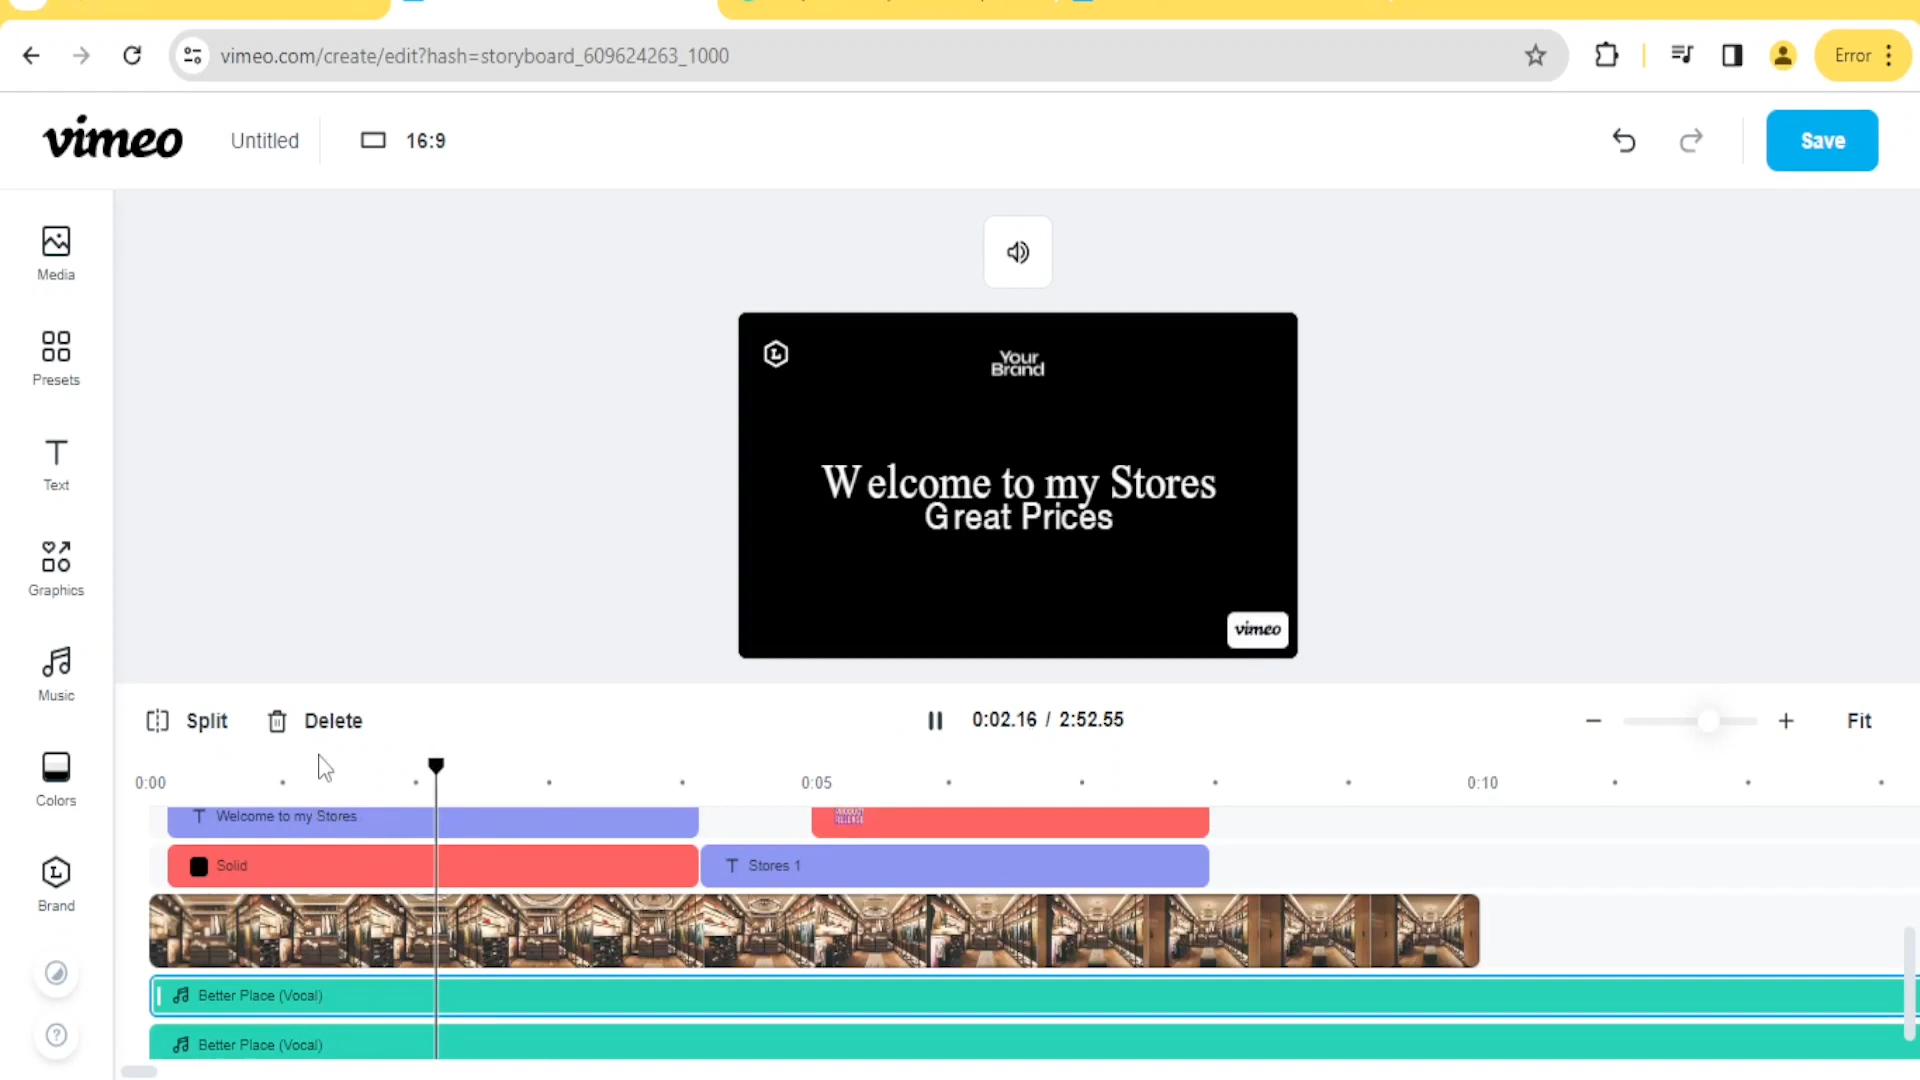 vimeo.com/create/edit?hash=storyboard_609624263_1000
Error
vimeo
Untitled
16:9
Save
Media
Presets
Text
Graphics
Music
Colors
Brand
Your
Brand
Welcome to my Stores
Great Prices
vimeo
Split
Delete
0:02.16 / 2:52.55
Fit
0:00
0:05
0:10
T Welcome to my Stores
PRODUCT
RELEASE
Solid
T Stores 1
Better Place (Vocal)
Better Place (Vocal)